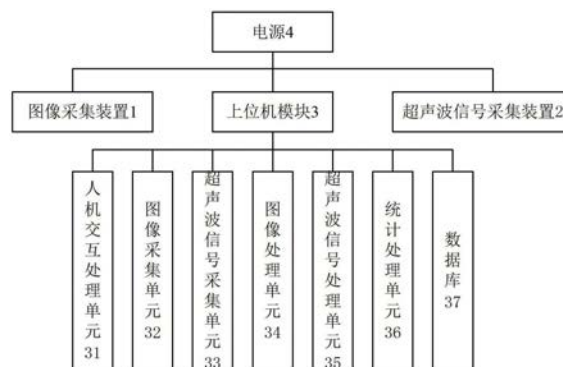 电源4
图像采集装置1
上位机模块3
超声波信号采集装置2
人机交互处理单元31
图像采集单元32
超声波信号采集单元33
图像处理单元34
超声波信号处理单元35
统计处理单元36
数据库37